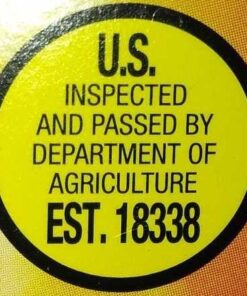 U.S.
INSPECTED
AND PASSED BY
DEPARTMENT OF
AGRICULTURE
EST. 18338